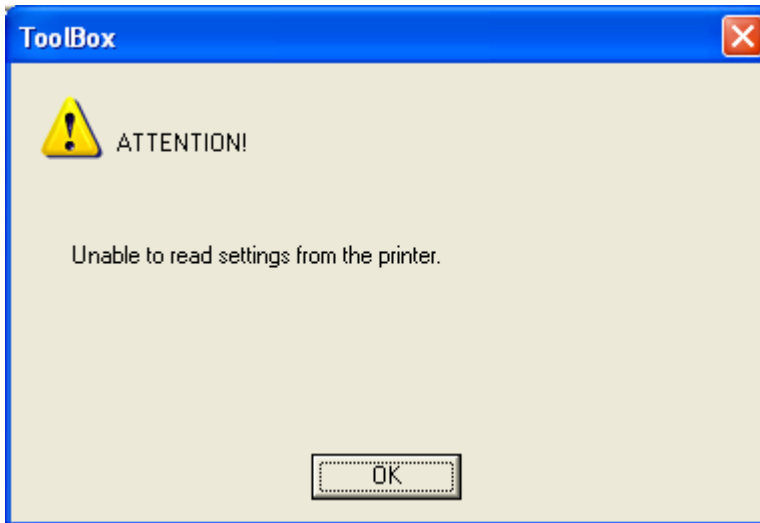 ToolBox
ATTENTION!
Unable to read settings from the printer.
OK